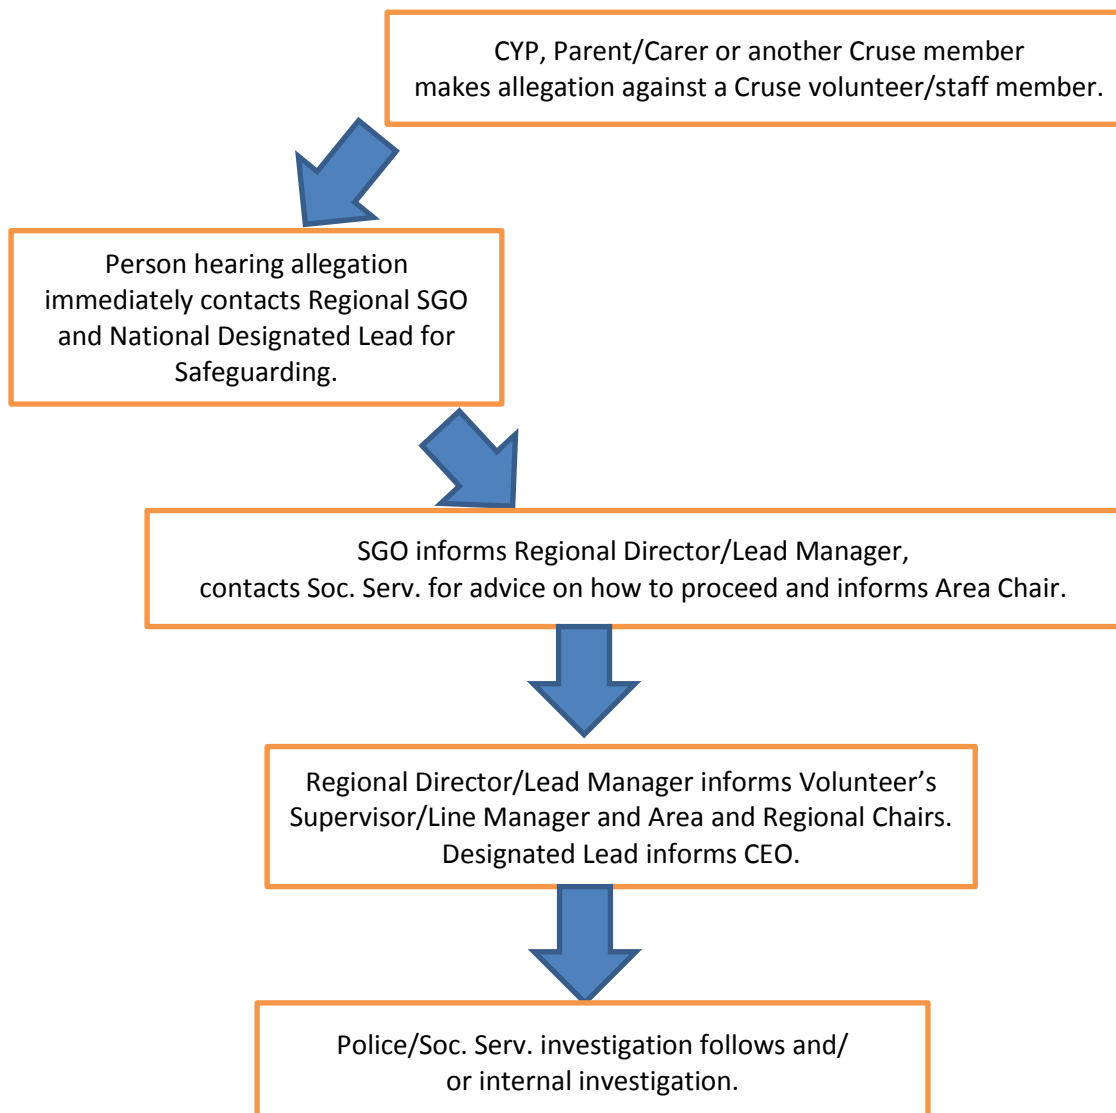 CYP, Parent/Carer or another Cruse member
makes allegation against a Cruse volunteer/staff member.
Person hearing allegation
immediately contacts Regional SGO
and National Designated Lead for
Safeguarding.
SGO informs Regional Director/Lead Manager,
contacts Soc. Serv. for advice on how to proceed and informs Area Chair.
Regional Director/Lead Manager informs Volunteer’s
Supervisor/Line Manager and Area and Regional Chairs.
Designated Lead informs CEO.
Police/Soc. Serv. investigation follows and/
or internal investigation.